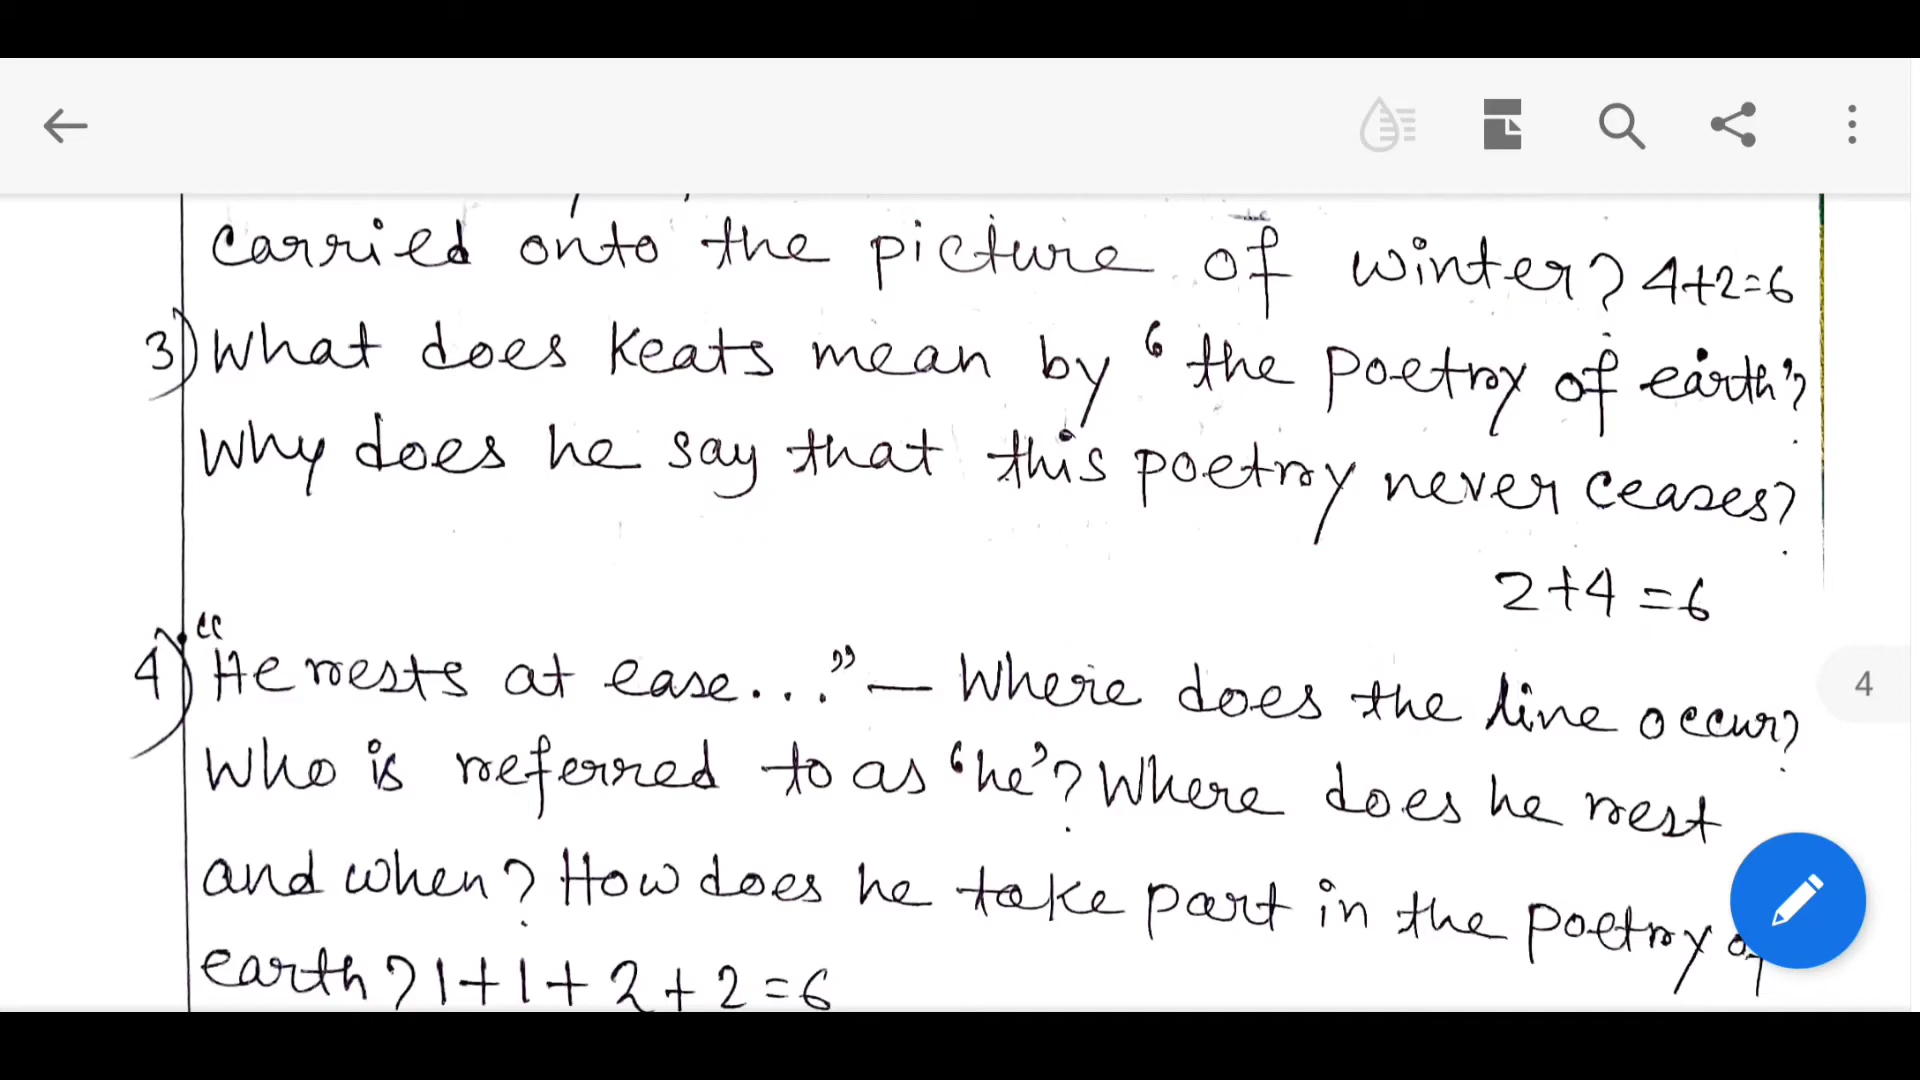 carried onto the picture of winter? 4+2=6
3) What does Keats mean by 'the Poetry of earth'?
Why does he say that this poetry never ceases?
2+4=6
4) "He rests at ease..." — Where does the line occur?
Who is referred to as 'he'? Where does he rest
and when? How does he take part in the poetry of
earth? 1+1+2+2=6
4